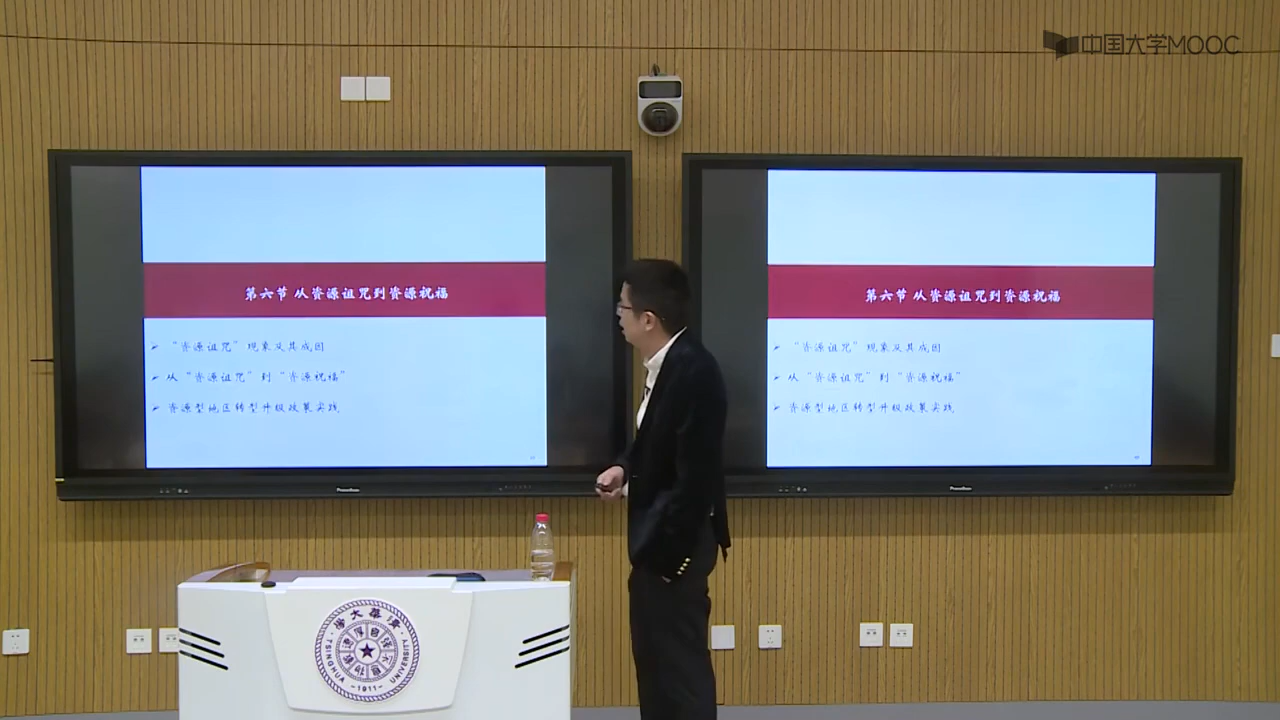 中国大学MOOC
第六节 从资源诅咒到资源祝福
“资源诅咒”现象及其成因
从“资源诅咒”到“资源祝福”
资源型地区转型升级政策实践
第六节 从资源诅咒到资源祝福
“资源诅咒”现象及其成因
从“资源诅咒”到“资源祝福”
资源型地区转型升级政策实践
TSINGHUA UNIVERSITY
1911